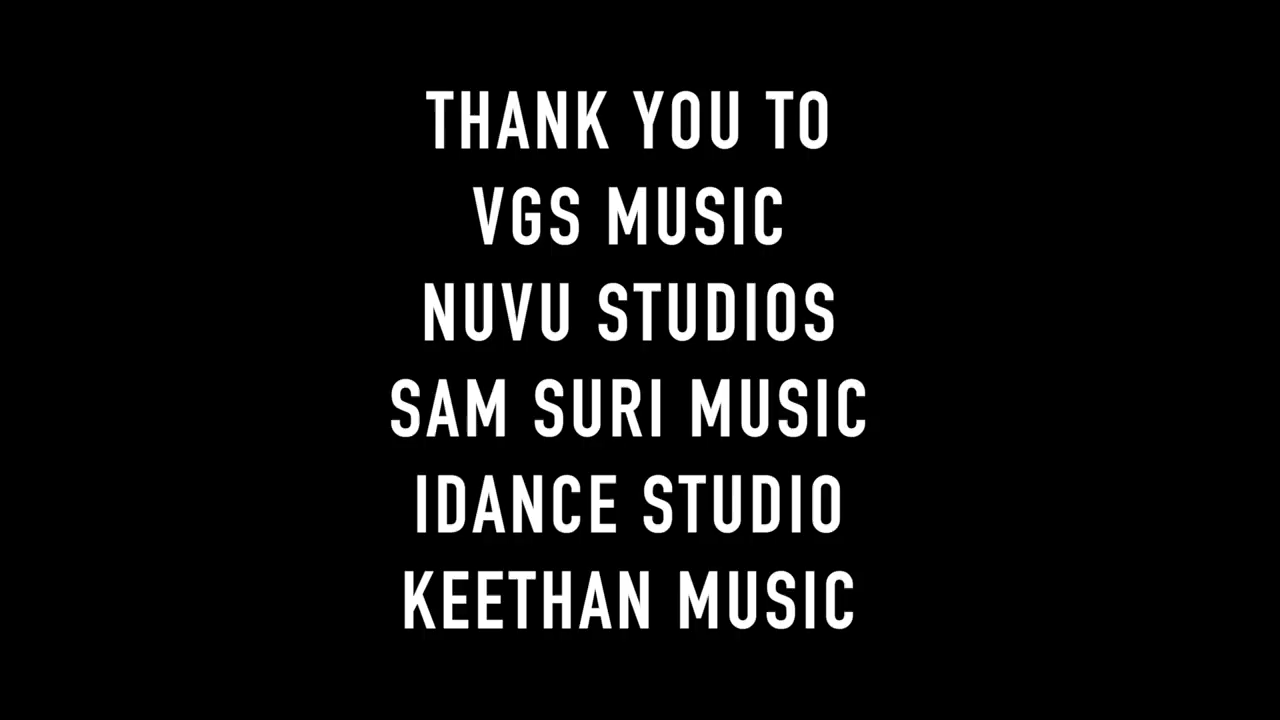 THANK YOU TO
VGS MUSIC
NUVU STUDIOS
SAM SURI MUSIC
IDANCE STUDIO
KEETHAN MUSIC